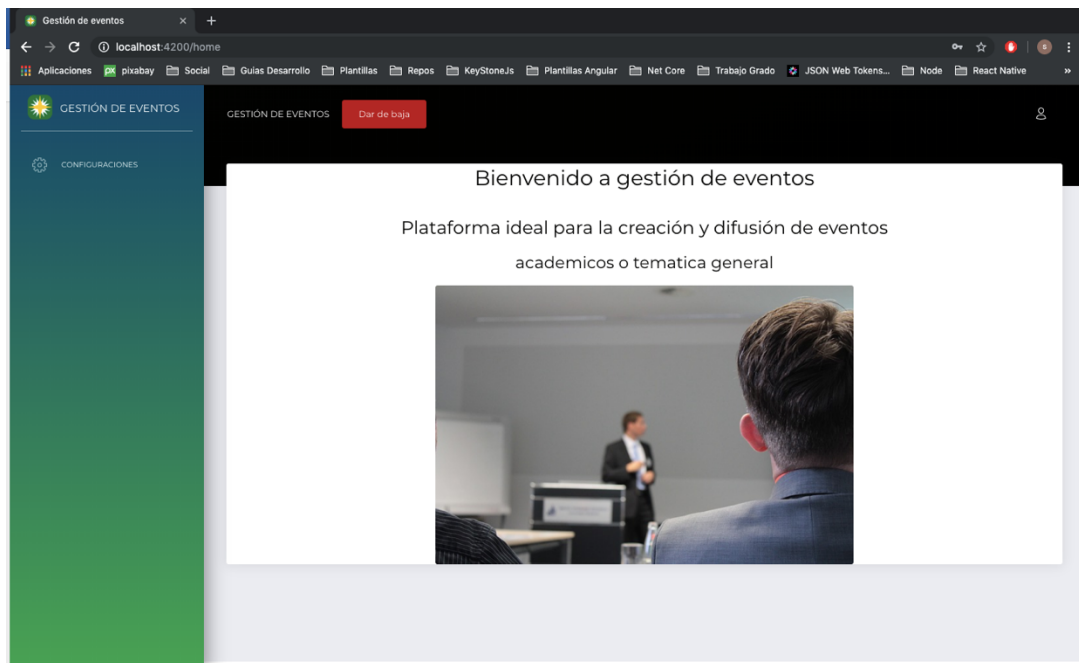 Gestión de eventos
localhost:4200/home
Aplicaciones pixabay Social Guias Desarrollo Plantillas Repos KeyStoneJs Plantillas Angular Net Core Trabajo Grado JSON Web Tokens... Node React Native »
GESTIÓN DE EVENTOS
GESTIÓN DE EVENTOS Dar de baja
CONFIGURACIONES
Bienvenido a gestión de eventos
Plataforma ideal para la creación y difusión de eventos
academicos o tematica general